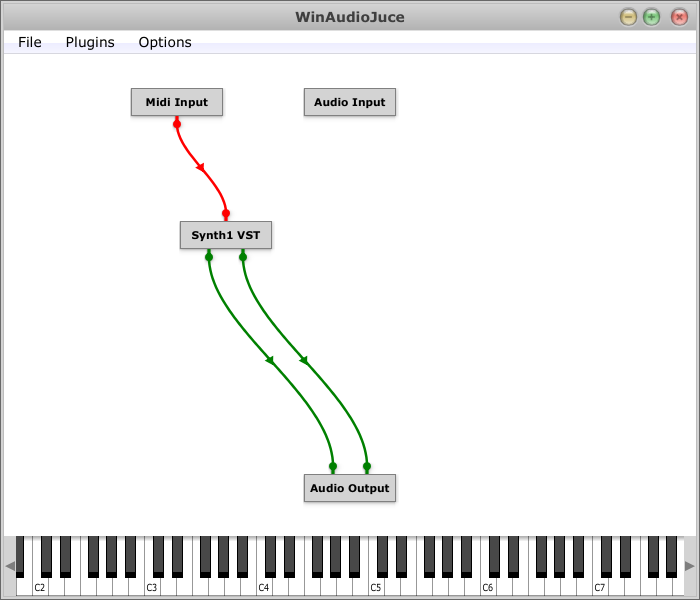 WinAudioJuce
File Plugins Options
Midi Input
Audio Input
Synth1 VST
Audio Output
C2 C3 C4 C5 C6 C7